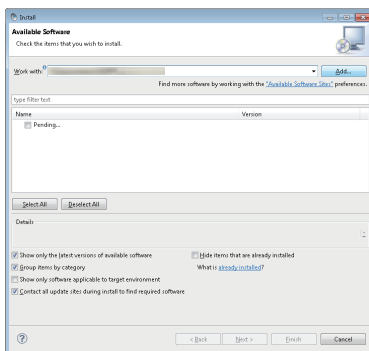 Install
Available Software
Check the items that you wish to install.
Work with:
Add...
Find more software by working with the "Available Software Sites" preferences.
type filter text
Name Version
Pending...
Select All Deselect All
Details
Show only the latest versions of available software Hide items that are already installed
Group items by category What is already installed?
Show only software applicable to target environment
Contact all update sites during install to find required software
< Back Next > Finish Cancel